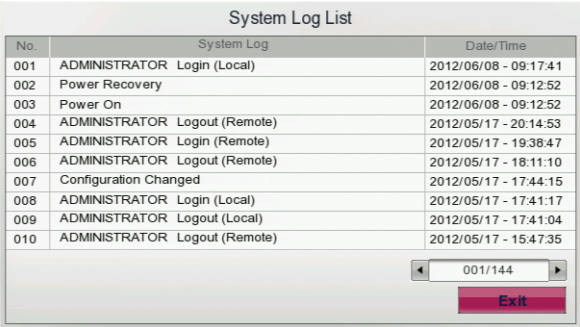 System Log List
No. System Log Date/Time
001 ADMINISTRATOR Login (Local) 2012/06/08 - 09:17:41
002 Power Recovery 2012/06/08 - 09:12:52
003 Power On 2012/06/08 - 09:12:52
004 ADMINISTRATOR Logout (Remote) 2012/05/17 - 20:14:53
005 ADMINISTRATOR Login (Remote) 2012/05/17 - 19:38:47
006 ADMINISTRATOR Logout (Remote) 2012/05/17 - 18:11:10
007 Configuration Changed 2012/05/17 - 17:44:15
008 ADMINISTRATOR Login (Local) 2012/05/17 - 17:41:17
009 ADMINISTRATOR Logout (Local) 2012/05/17 - 17:41:04
010 ADMINISTRATOR Logout (Remote) 2012/05/17 - 15:47:35
001/144
Exit